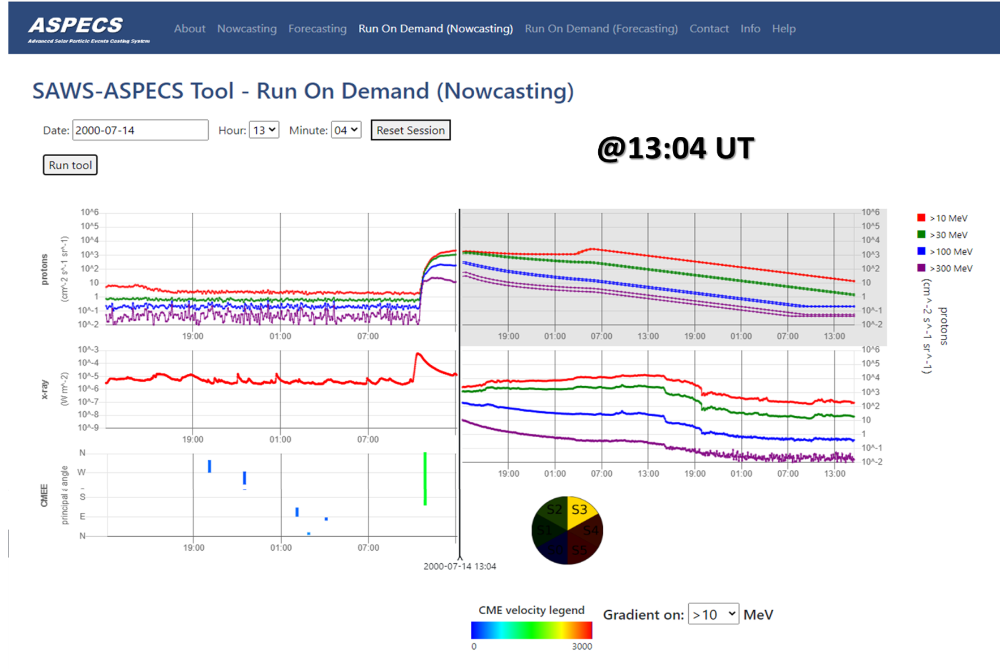 ASPECS
Advanced Solar Particle Events Casting System
About Nowcasting Forecasting Run On Demand (Nowcasting) Run On Demand (Forecasting) Contact Info Help
SAWS-ASPECS Tool - Run On Demand (Nowcasting)
Date: 2000-07-14 Hour: 13 Minute: 04 Reset Session
@13:04 UT
Run tool
protons
(cm^-2 s^-1 sr^-1)
10^6
10^5
10^4
10^3
10^2
10
1
10^-1
10^-2
19:00 01:00 07:00
10^6
10^5
10^4
10^3
10^2
10
1
10^-1
10^-2
19:00 01:00 07:00 13:00 19:00 01:00 07:00 13:00
>10 MeV
>30 MeV
>100 MeV
>300 MeV
protons
(cm^-2 s^-1 sr^-1)
x-ray
(W m^-2)
10^-3
10^-4
10^-5
10^-6
10^-7
10^-8
10^-9
19:00 01:00 07:00
10^6
10^5
10^4
10^3
10^2
10
1
10^-1
10^-2
19:00 01:00 07:00 13:00 19:00 01:00 07:00 13:00
CMEE
principal angle
N
W
S
E
N
19:00 01:00 07:00
2000-07-14 13:04
S2 S3
S1 S4
S0 S5
CME velocity legend
0 3000
Gradient on: >10 MeV